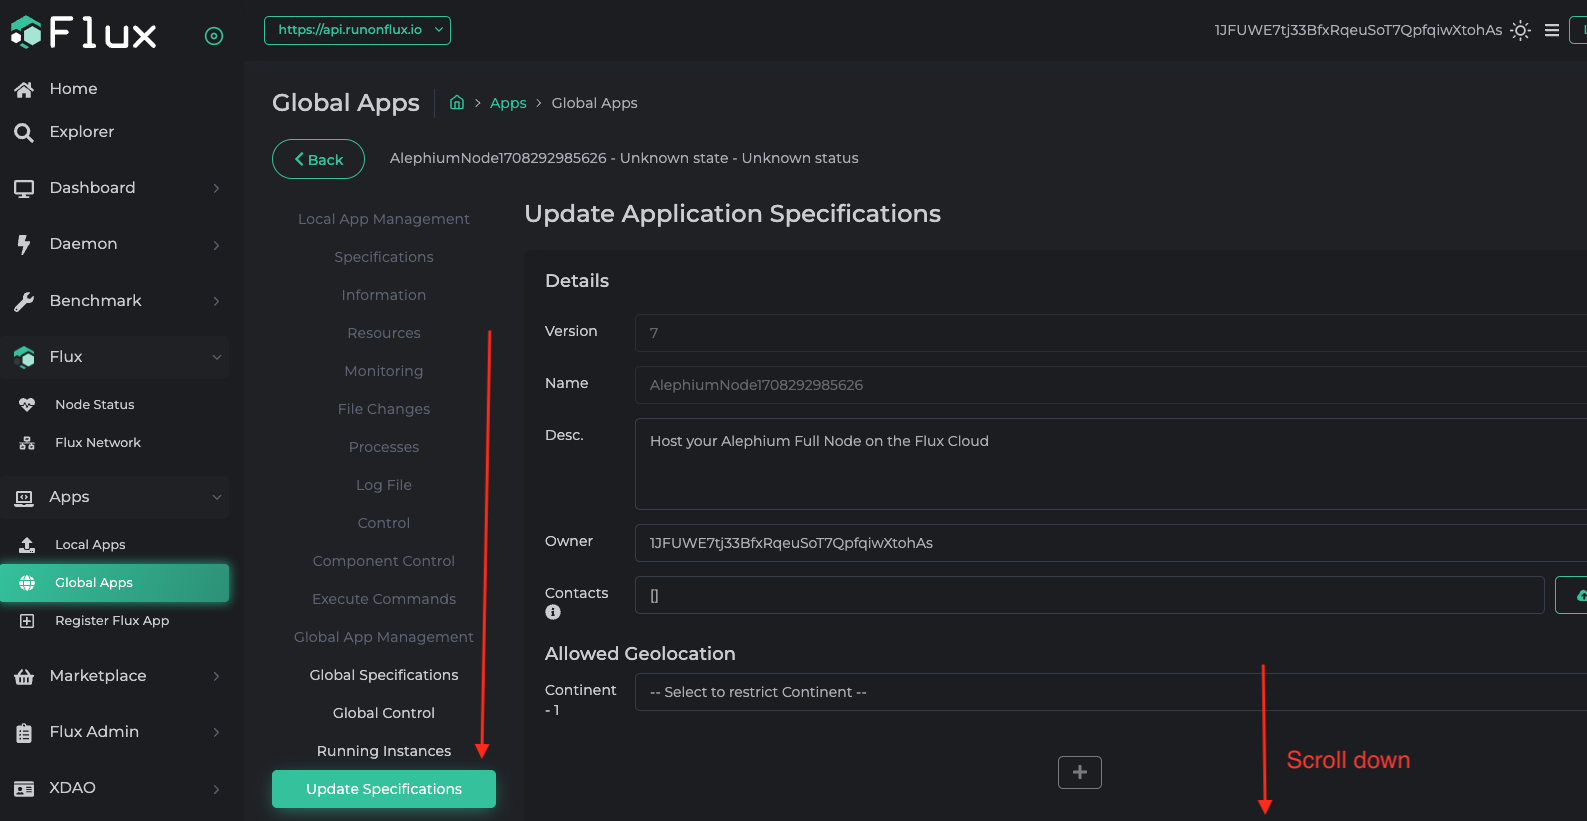 Flux
https://api.runonflux.io
1JFUWE7tj33BfxRqeuSoT7QpfqiwXtohAs
Home
Explorer
Dashboard
Daemon
Benchmark
Flux
Node Status
Flux Network
Apps
Local Apps
Global Apps
Register Flux App
Marketplace
Flux Admin
XDAO
Global Apps
Apps > Global Apps
Back
AlephiumNode1708292985626 - Unknown state - Unknown status
Local App Management
Specifications
Information
Resources
Monitoring
File Changes
Processes
Log File
Control
Component Control
Execute Commands
Global App Management
Global Specifications
Global Control
Running Instances
Update Specifications
Update Application Specifications
Details
Version
7
Name
AlephiumNode1708292985626
Desc.
Host your Alephium Full Node on the Flux Cloud
Owner
1JFUWE7tj33BfxRqeuSoT7QpfqiwXtohAs
Contacts
[]
Allowed Geolocation
Continent
- 1
-- Select to restrict Continent --
Scroll down